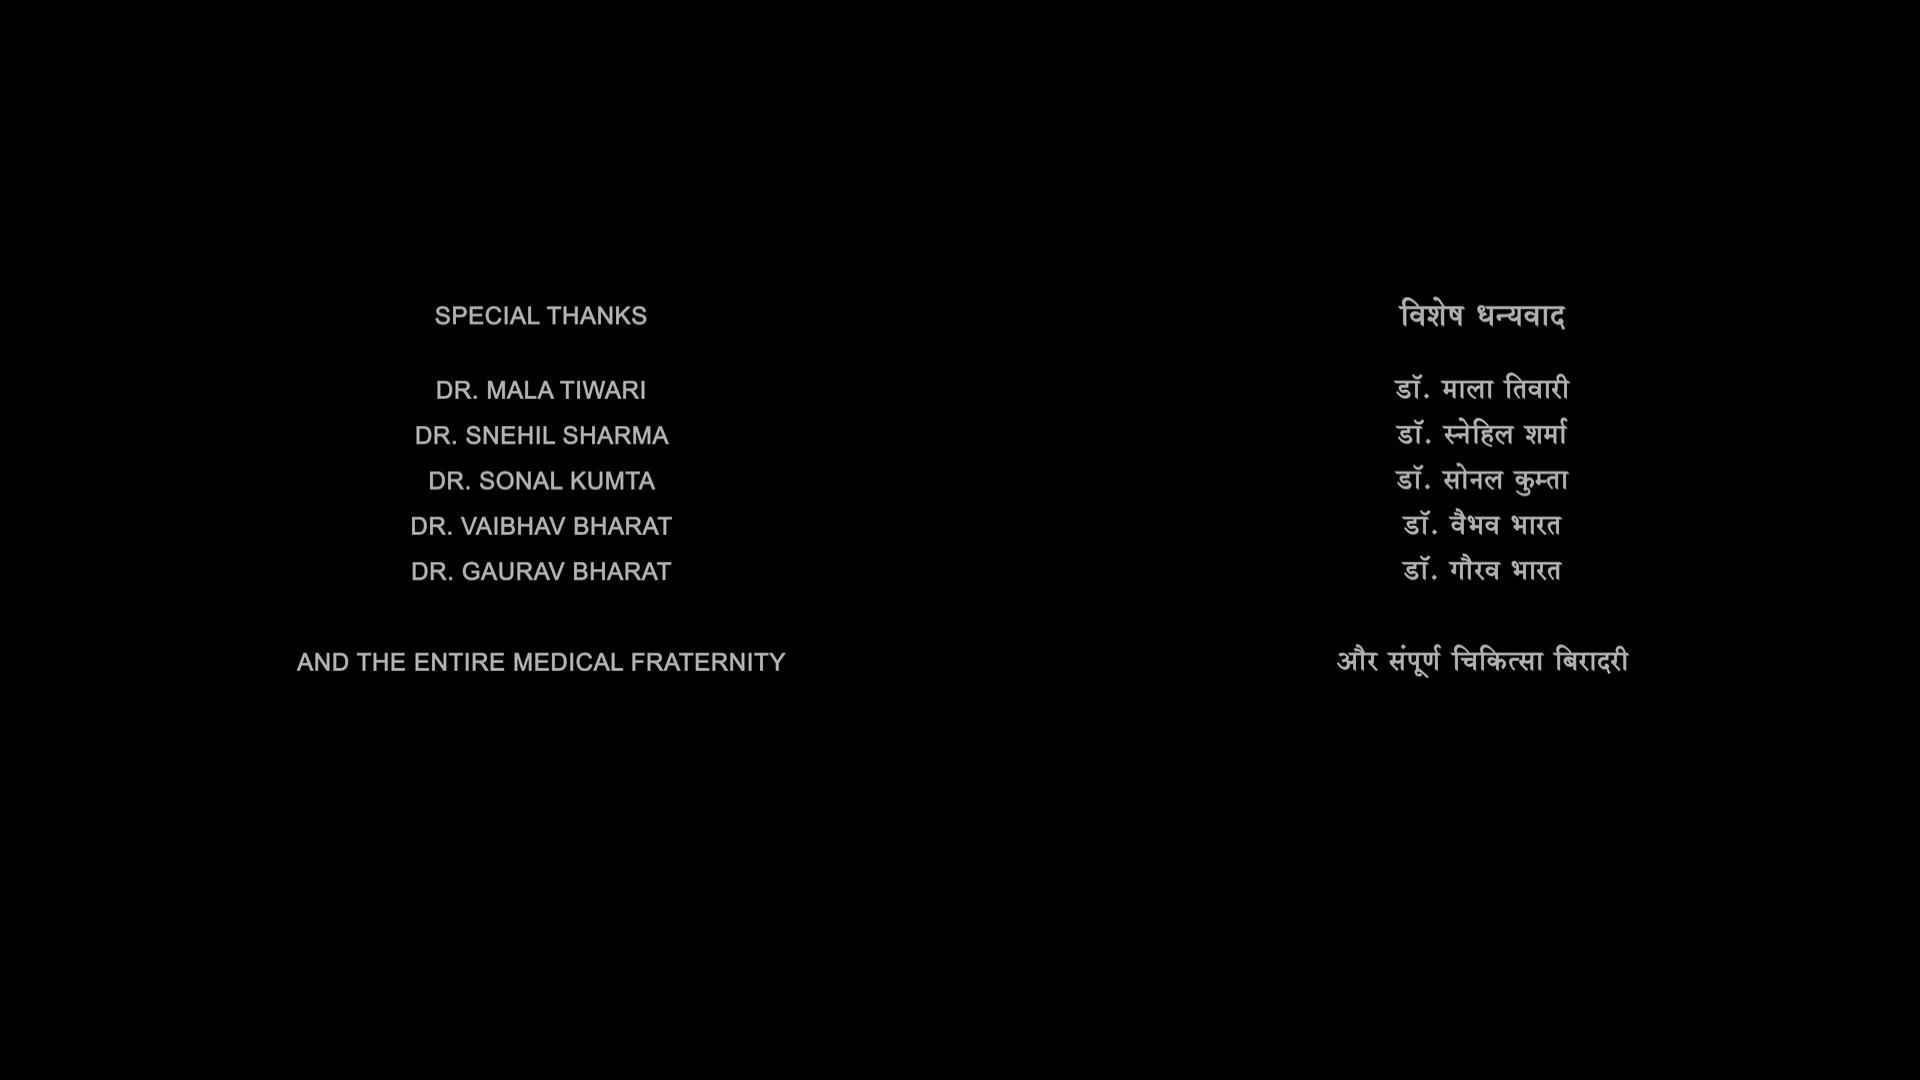 SPECIAL THANKS
DR. MALA TIWARI
DR. SNEHIL SHARMA
DR. SONAL KUMTA
DR. VAIBHAV BHARAT
DR. GAURAV BHARAT
AND THE ENTIRE MEDICAL FRATERNITY
विशेष धन्यवाद
डॉ. माला तिवारी
डॉ. स्नेहिल शर्मा
डॉ. सोनल कुम्ता
डॉ. वैभव भारत
डॉ. गौरव भारत
और संपूर्ण चिकित्सा बिरादरी